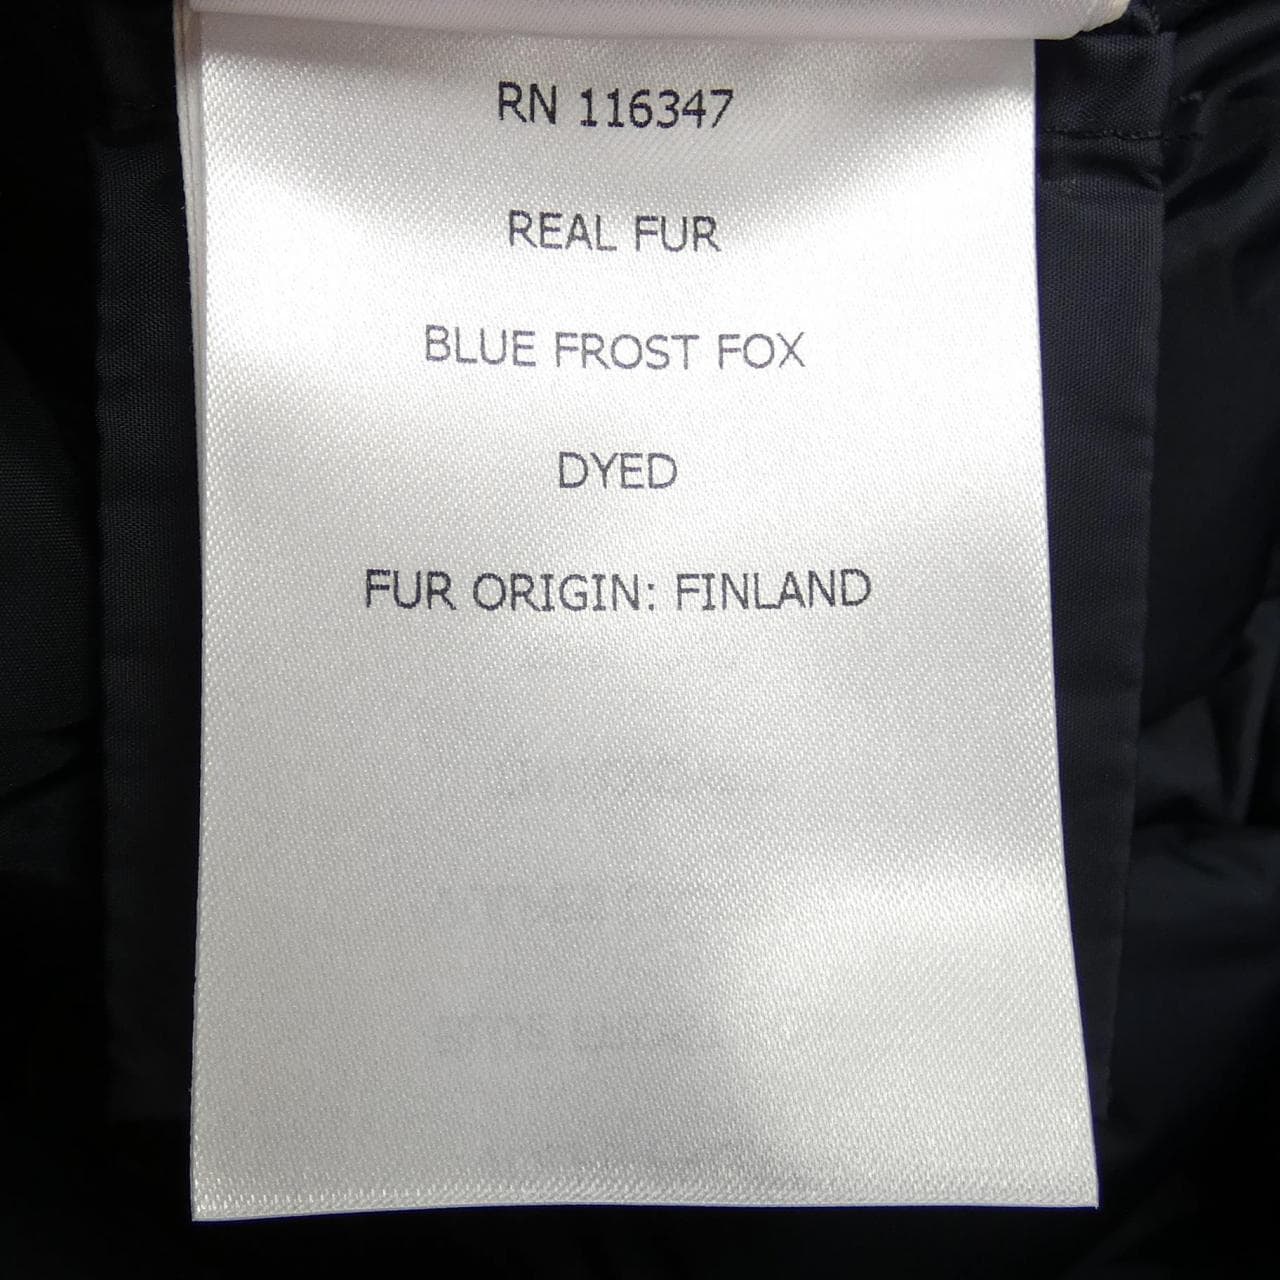 RN 116347
REAL FUR
BLUE FROST FOX
DYED
FUR ORIGIN: FINLAND